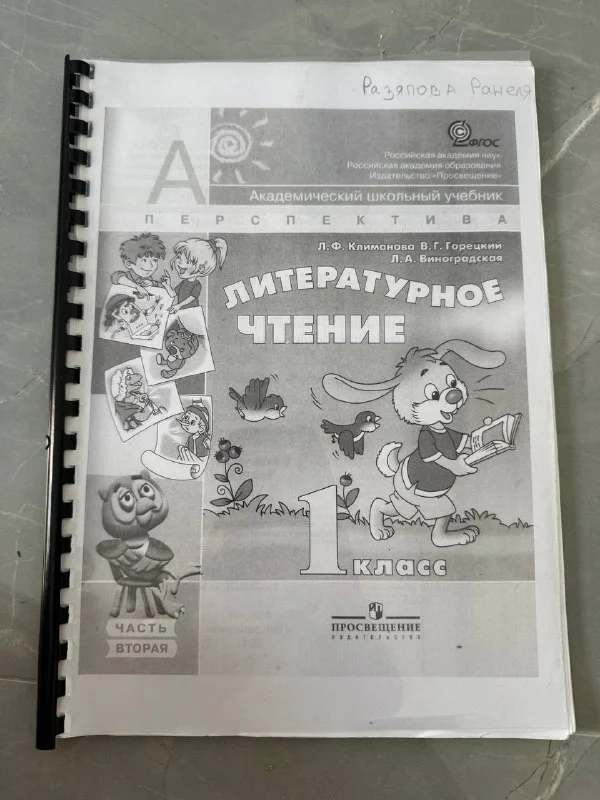 Разяпова Ранеля
А
ФГОС
Российская академия наук
Российская академия образования
Издательство «Просвещение»
Академический школьный учебник
ПЕРСПЕКТИВА
Л.Ф. Климанова В.Г. Горецкий
Л.А. Виноградская
ЛИТЕРАТУРНОЕ
ЧТЕНИЕ
1
КЛАСС
ЧАСТЬ
ВТОРАЯ
ПРОСВЕЩЕНИЕ
ИЗДАТЕЛЬСТВО